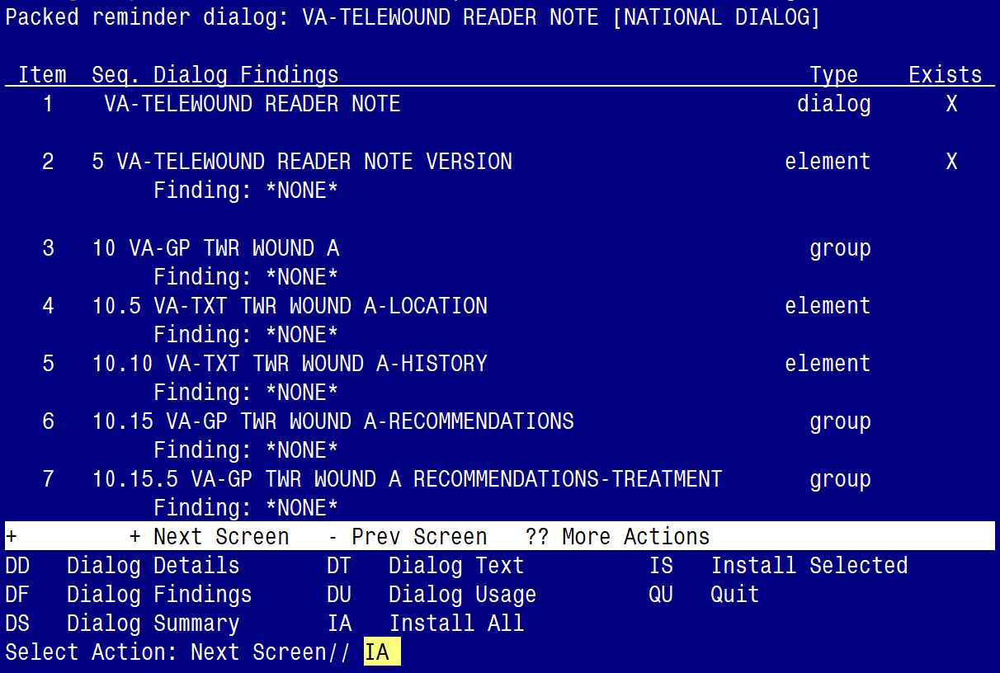 Packed reminder dialog: VA-TELEWOUND READER NOTE [NATIONAL DIALOG]
Item Seq. Dialog Findings Type Exists
1 VA-TELEWOUND READER NOTE dialog X
2 5 VA-TELEWOUND READER NOTE VERSION element X
Finding: *NONE*
3 10 VA-GP TWR WOUND A group
Finding: *NONE*
4 10.5 VA-TXT TWR WOUND A-LOCATION element
Finding: *NONE*
5 10.10 VA-TXT TWR WOUND A-HISTORY element
Finding: *NONE*
6 10.15 VA-GP TWR WOUND A-RECOMMENDATIONS group
Finding: *NONE*
7 10.15.5 VA-GP TWR WOUND A RECOMMENDATIONS-TREATMENT group
Finding: *NONE*
+ + Next Screen - Prev Screen ?? More Actions
DD Dialog Details DT Dialog Text IS Install Selected
DF Dialog Findings DU Dialog Usage QU Quit
DS Dialog Summary IA Install All
Select Action: Next Screen// IA